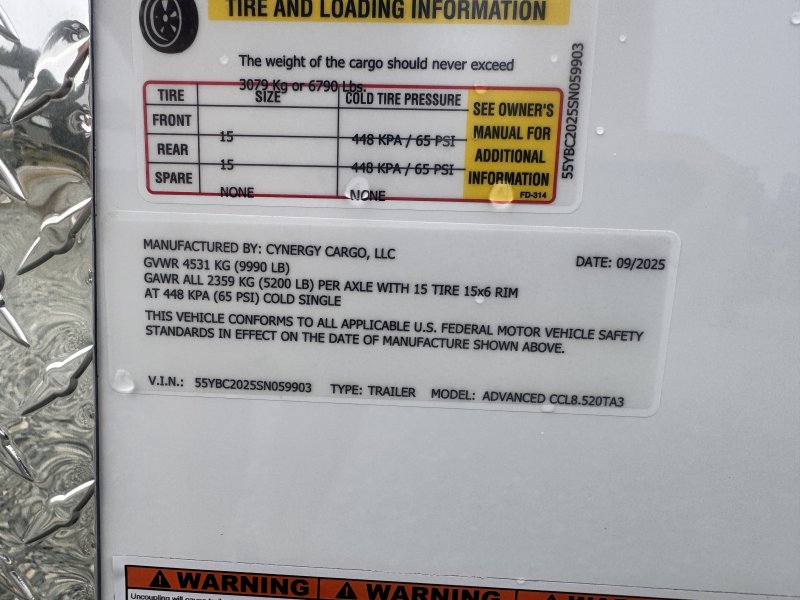 TIRE AND LOADING INFORMATION
The weight of the cargo should never exceed
3079 Kg or 6790 Lbs.
TIRE SIZE COLD TIRE PRESSURE
SEE OWNER'S MANUAL FOR ADDITIONAL INFORMATION
FRONT 15 448 KPA / 65 PSI
REAR 15 448 KPA / 65 PSI
SPARE NONE NONE
FD-314
55YBC2025SN059903
MANUFACTURED BY: CYNERGY CARGO, LLC DATE: 09/2025
GVWR 4531 KG (9990 LB)
GAWR ALL 2359 KG (5200 LB) PER AXLE WITH 15 TIRE 15x6 RIM
AT 448 KPA (65 PSI) COLD SINGLE
THIS VEHICLE CONFORMS TO ALL APPLICABLE U.S. FEDERAL MOTOR VEHICLE SAFETY
STANDARDS IN EFFECT ON THE DATE OF MANUFACTURE SHOWN ABOVE.
V.I.N.: 55YBC2025SN059903 TYPE: TRAILER MODEL: ADVANCED CCL8.520TA3
WARNING WARNING WARNING